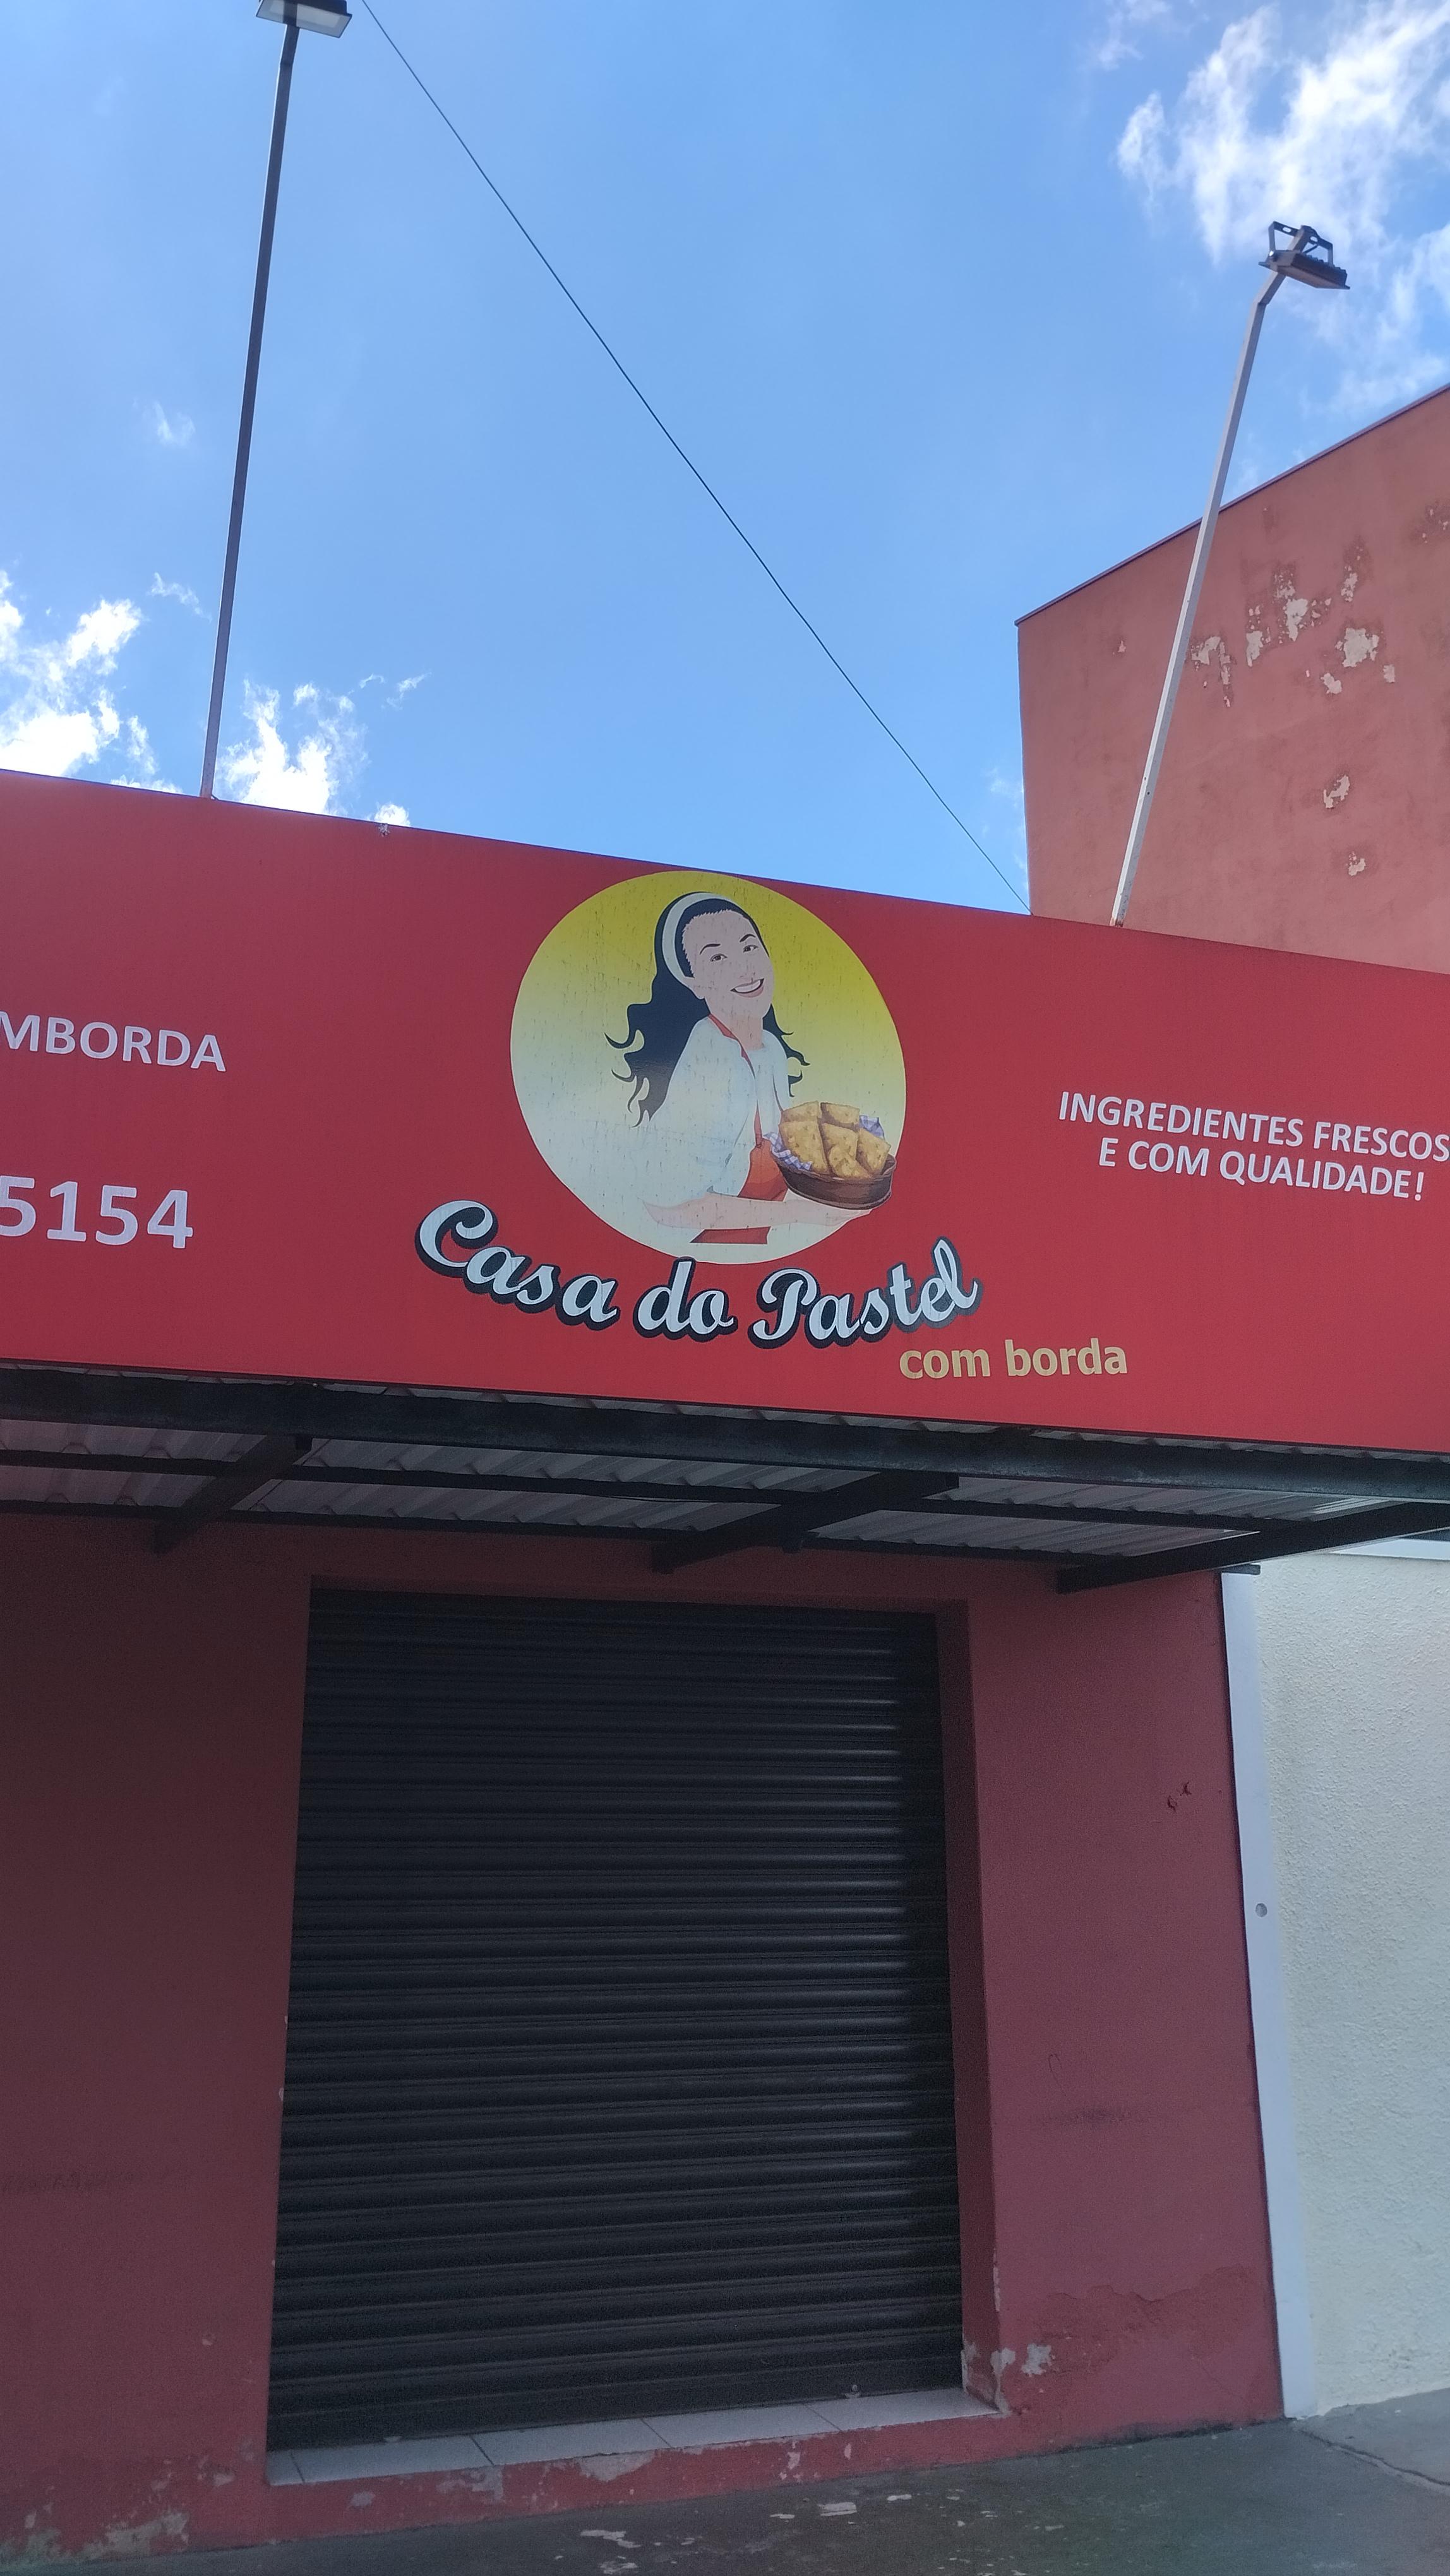 MBORDA
5154
Casa do Pastel
com borda
INGREDIENTES FRESCOS
E COM QUALIDADE!